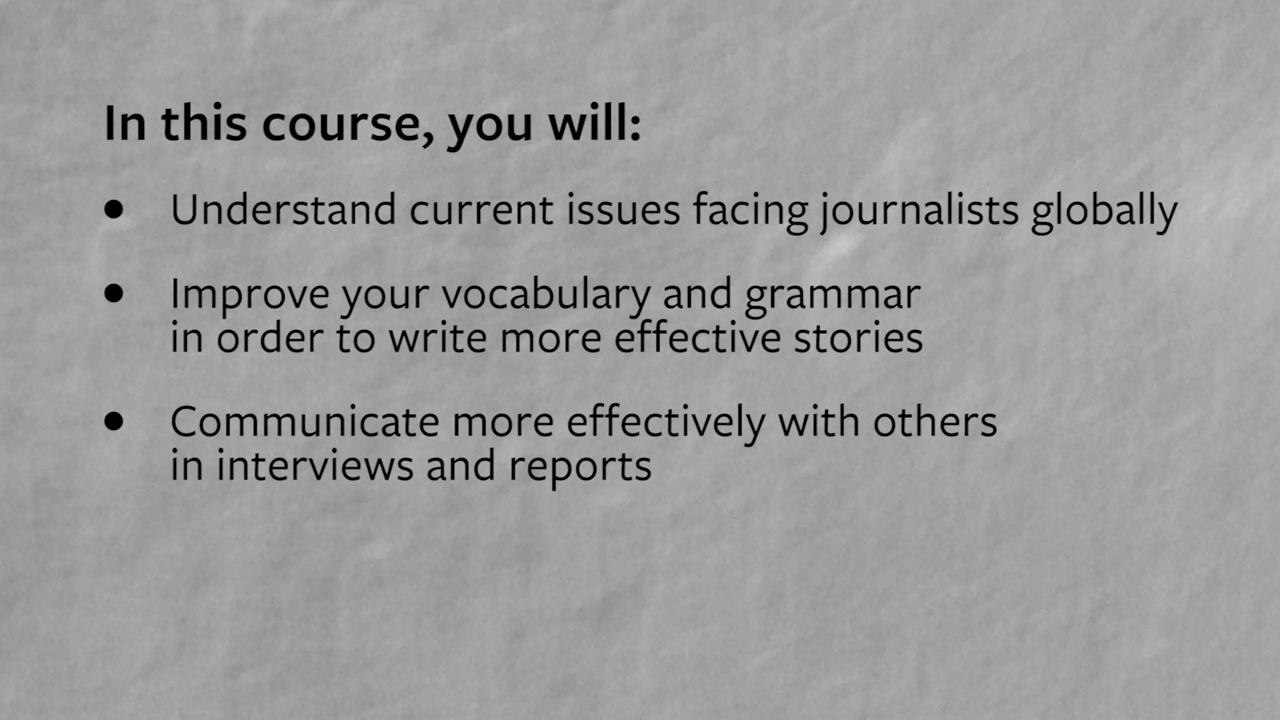 In this course, you will:
• Understand current issues facing journalists globally
• Improve your vocabulary and grammar
in order to write more effective stories
• Communicate more effectively with others
in interviews and reports